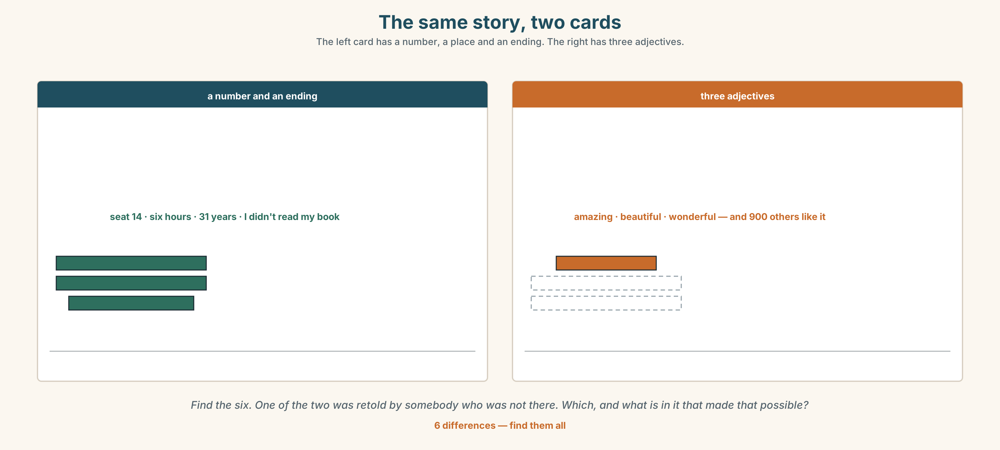 The same story, two cards
The left card has a number, a place and an ending. The right has three adjectives.
a number and an ending
seat 14 · six hours · 31 years · I didn't read my book
three adjectives
amazing · beautiful · wonderful — and 900 others like it
Find the six. One of the two was retold by somebody who was not there. Which, and what is in it that made that possible?
6 differences — find them all